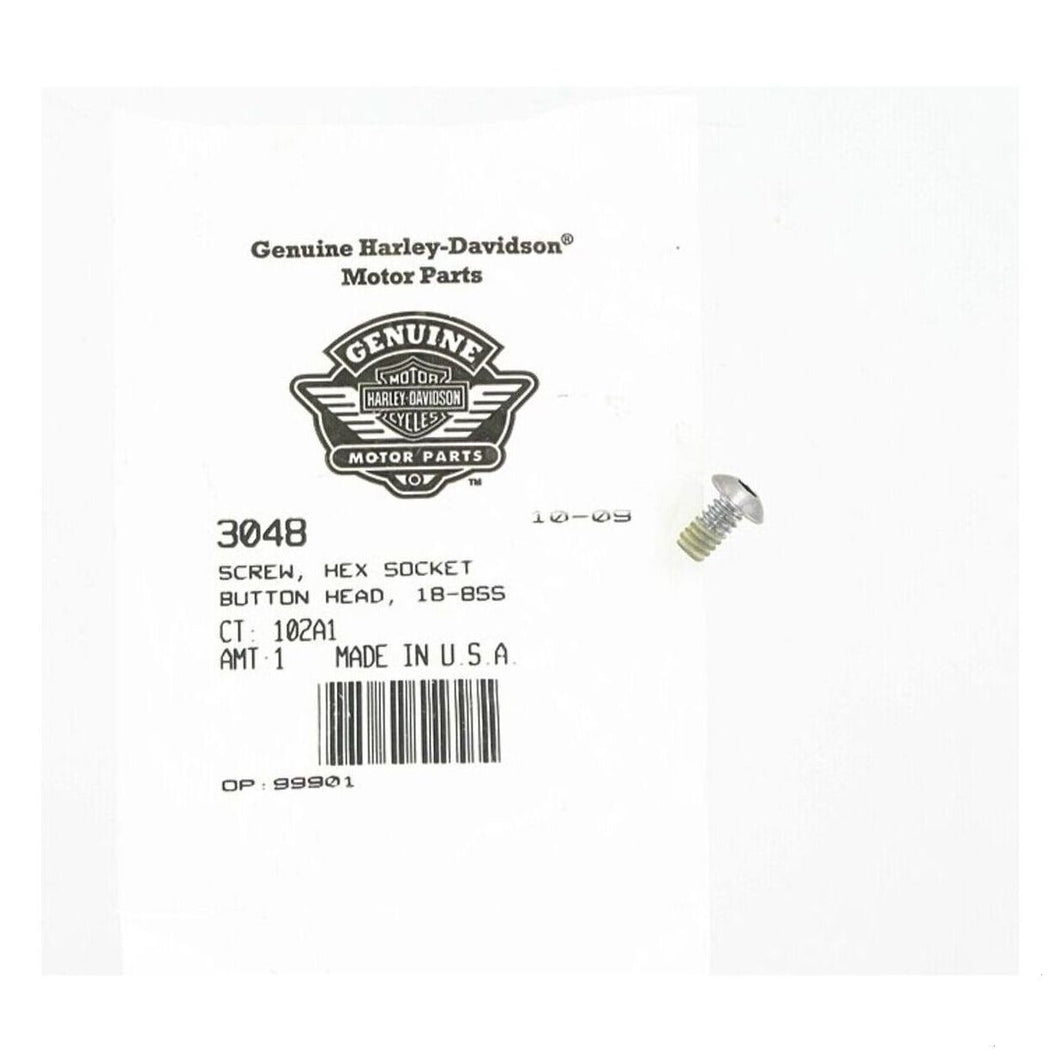 Genuine Harley-Davidson®
Motor Parts
GENUINE
MOTOR
HARLEY-DAVIDSON
CYCLES
MOTOR PARTS
TM
10-09
3048
SCREW, HEX SOCKET
BUTTON HEAD, 18-8SS
CT: 102A1
AMT:1 MADE IN U.S.A.
OP:99901